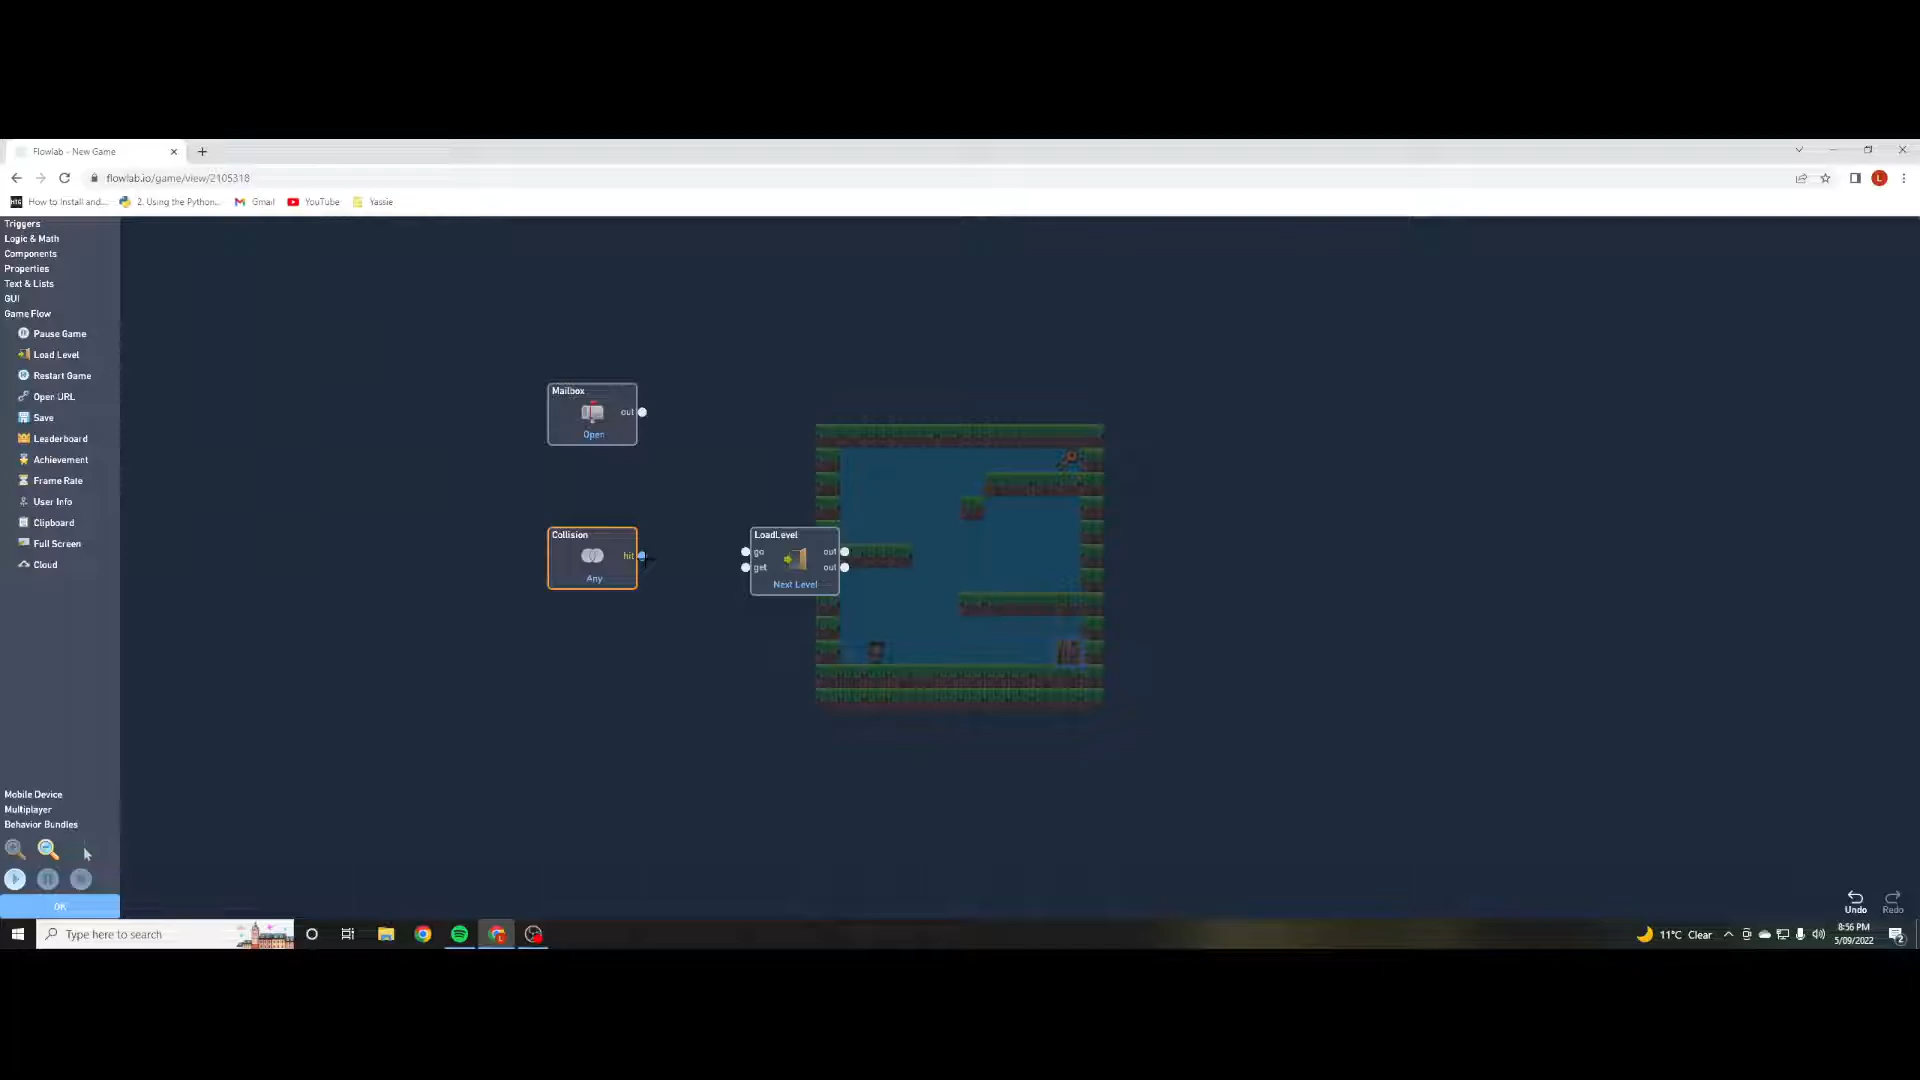 Flowlab - New Game
flowlab.io/game/view/2105318
How to Install and...
2. Using the Python...
Gmail
YouTube
Yassie
Triggers
Logic & Math
Components
Properties
Text & Lists
GUI
Game Flow
Pause Game
Load Level
Restart Game
Open URL
Save
Leaderboard
Achievement
Frame Rate
User Info
Clipboard
Full Screen
Cloud
Mobile Device
Multiplayer
Behavior Bundles
OK
Mailbox
out
Open
Collision
hit
Any
LoadLevel
go out
get out
Next Level
Undo
Redo
Type here to search
11°C Clear
8:56 PM
5/09/2022
2